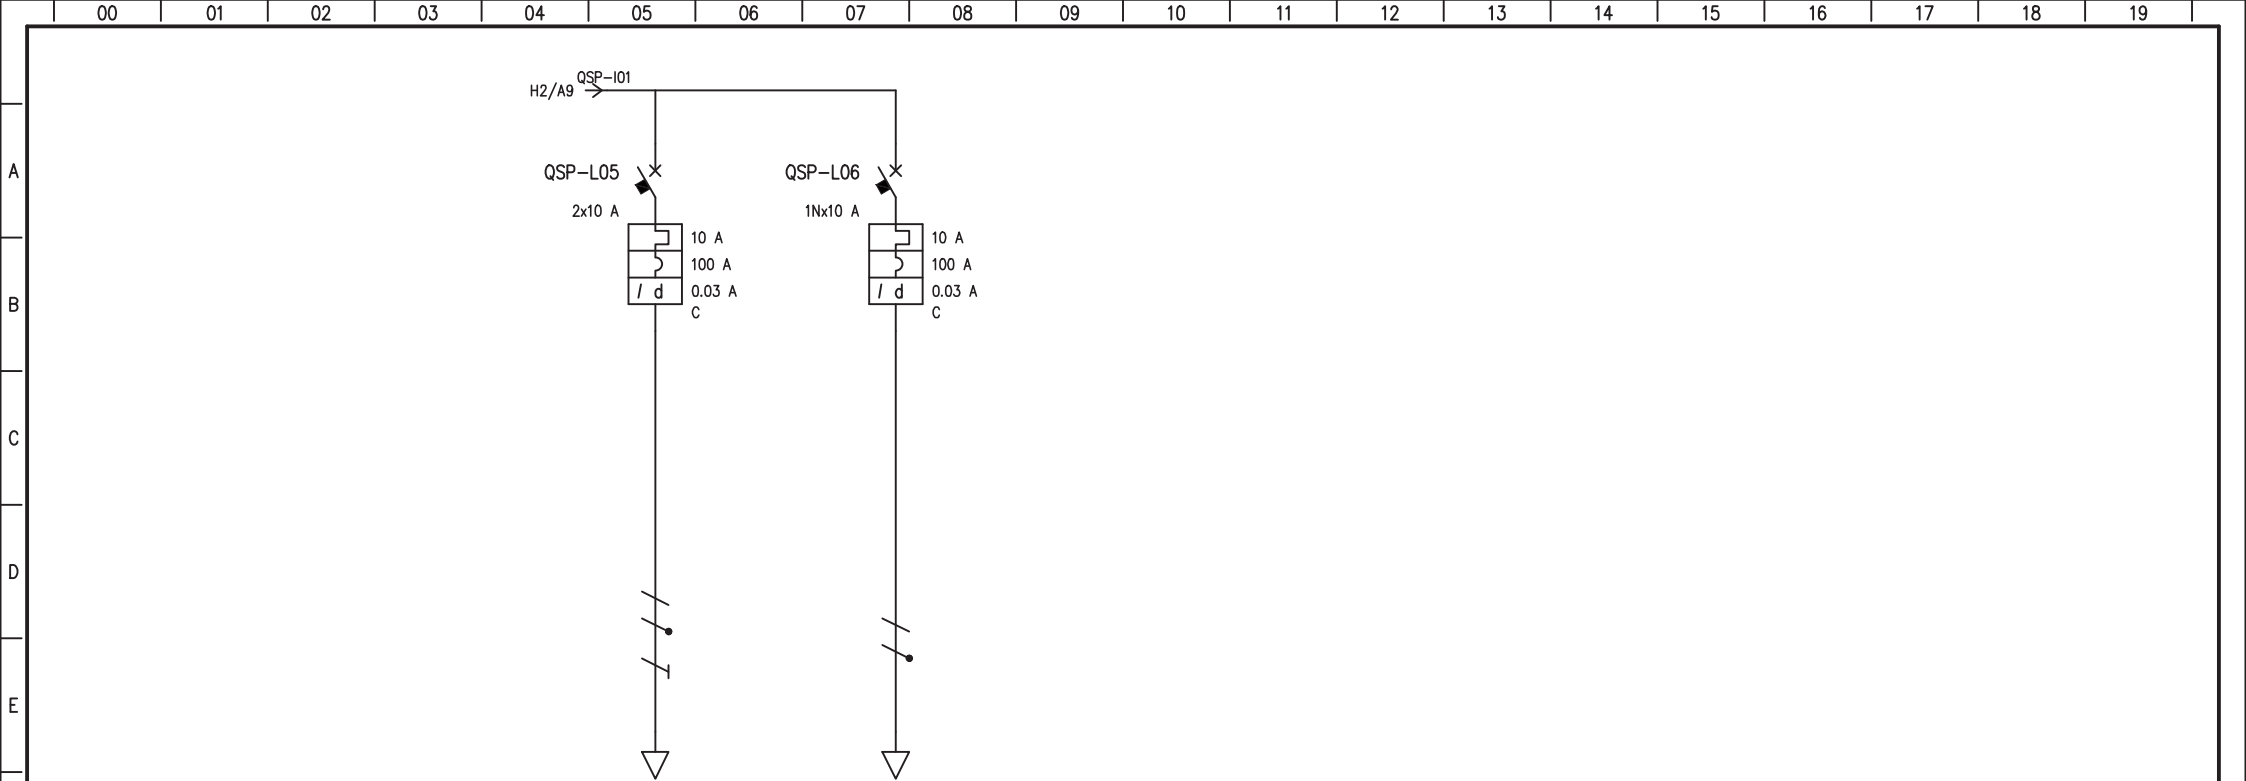 00 01 02 03 04 05 06 07 08 09 10 11 12 13 14 15 16 17 18 19
QSP-I01
H2/A9
A
QSP-L05 QSP-L06
2x10 A 1Nx10 A
10 A 10 A
100 A 100 A
B
I d 0.03 A I d 0.03 A
C C
C
D
E